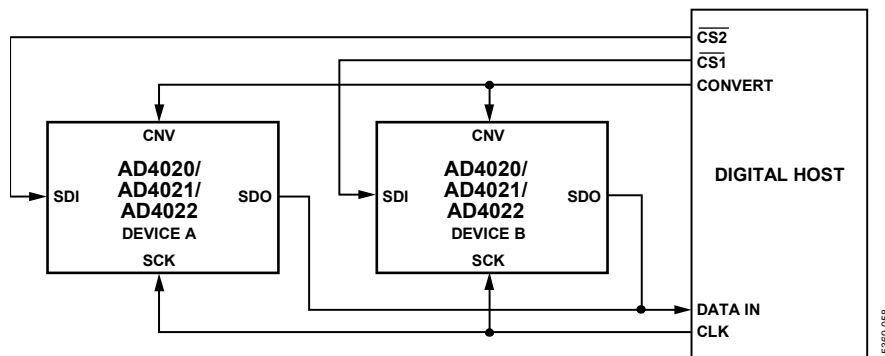 CS2
CS1
CONVERT
CNV
AD4020/
AD4021/
AD4022
DEVICE A
SDI
SDO
SCK
CNV
AD4020/
AD4021/
AD4022
DEVICE B
SDI
SDO
SCK
DIGITAL HOST
DATA IN
CLK